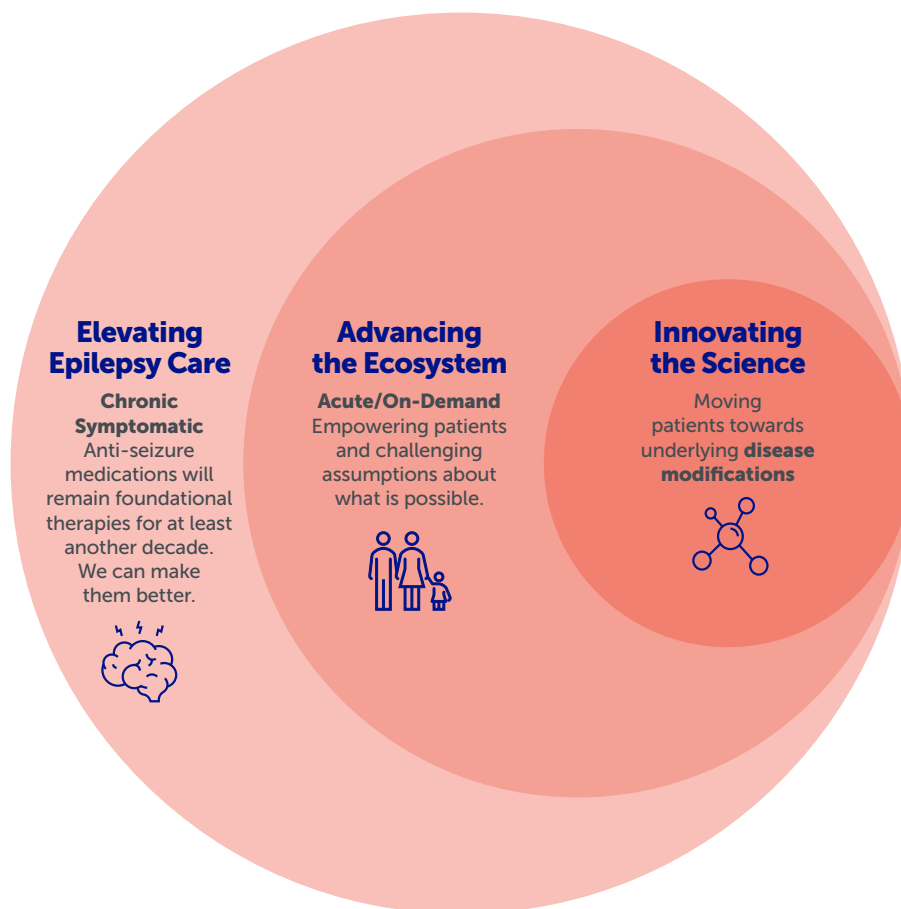 Elevating
Epilepsy Care
Chronic
Symptomatic
Anti-seizure
medications will
remain foundational
therapies for at least
another decade.
We can make
them better.
Advancing
the Ecosystem
Acute/On-Demand
Empowering patients
and challenging
assumptions about
what is possible.
Innovating
the Science
Moving
patients towards
underlying disease
modifications